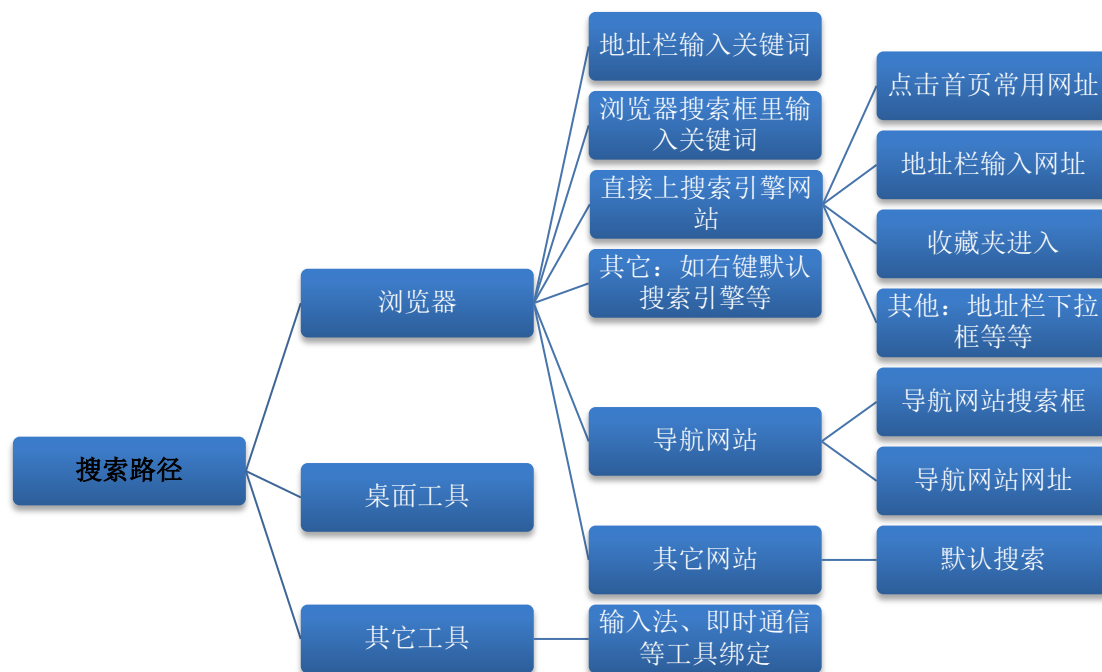 地址栏输入关键词
浏览器搜索框里输
入关键词
直接上搜索引擎网
站
其它：如右键默认
搜索引擎等
点击首页常用网址
地址栏输入网址
收藏夹进入
其他：地址栏下拉
框等等
浏览器
导航网站
导航网站搜索框
导航网站网址
搜索路径
桌面工具
其它网站
默认搜索
其它工具
输入法、即时通信
等工具绑定